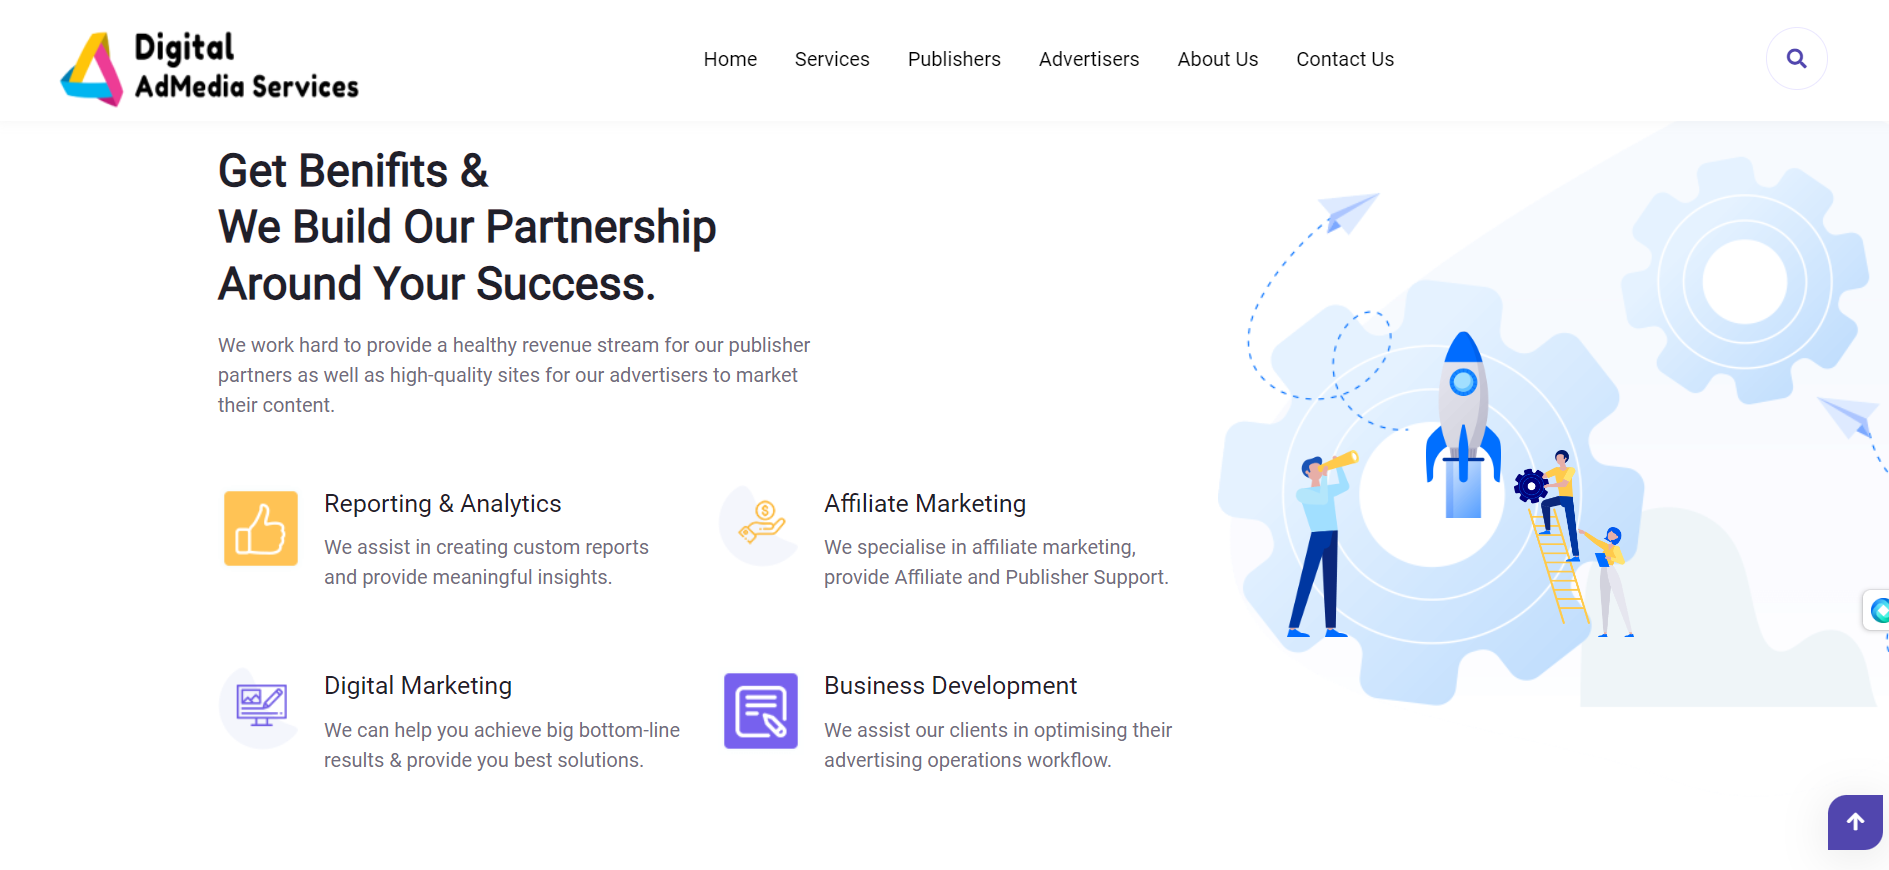 Digital
AdMedia Services
Home Services Publishers Advertisers About Us Contact Us
Get Benifits &
We Build Our Partnership
Around Your Success.
We work hard to provide a healthy revenue stream for our publisher
partners as well as high-quality sites for our advertisers to market
their content.
Reporting & Analytics
We assist in creating custom reports
and provide meaningful insights.
Affiliate Marketing
We specialise in affiliate marketing,
provide Affiliate and Publisher Support.
Digital Marketing
We can help you achieve big bottom-line
results & provide you best solutions.
Business Development
We assist our clients in optimising their
advertising operations workflow.